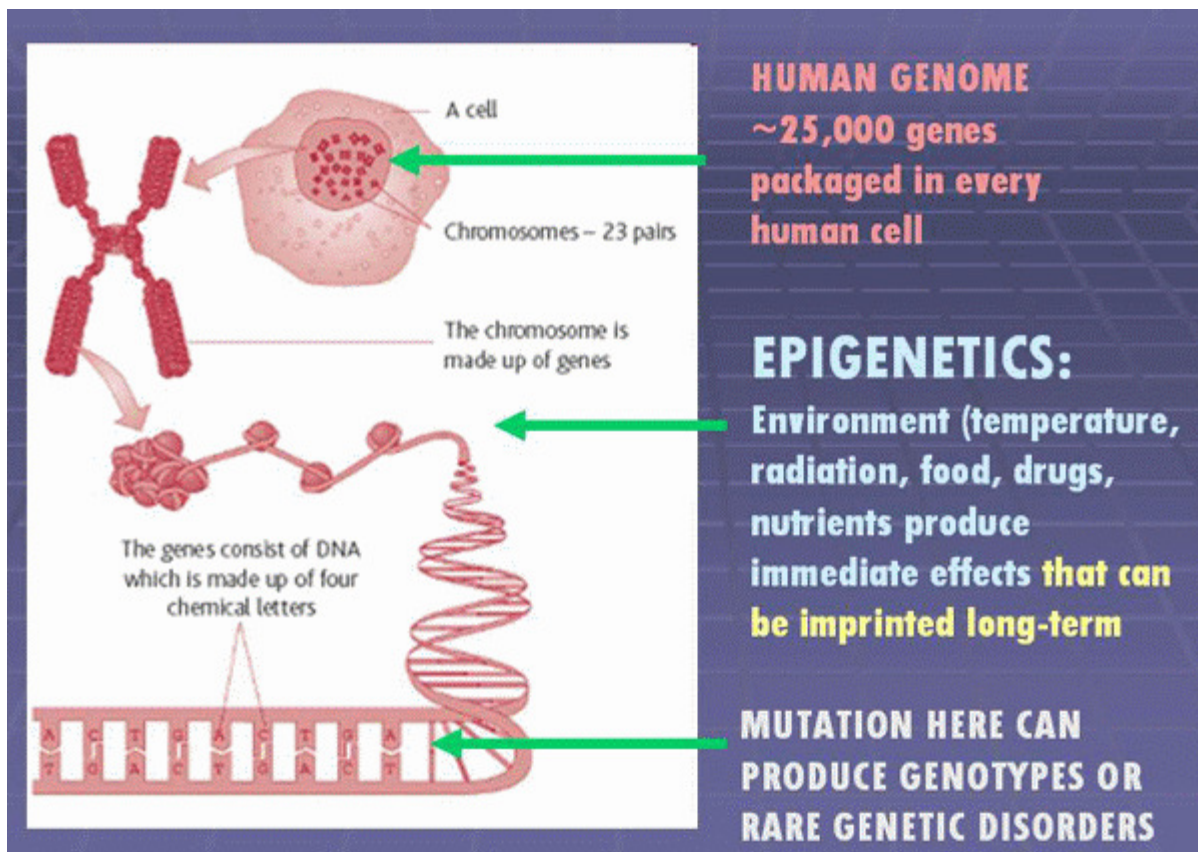 A cell
Chromosomes – 23 pairs
The chromosome is
made up of genes
The genes consist of DNA
which is made up of four
chemical letters
A C T G A C T G A
T G A C T G A C T
HUMAN GENOME
~25,000 genes
packaged in every
human cell
EPIGENETICS:
Environment (temperature,
radiation, food, drugs,
nutrients produce
immediate effects that can
be imprinted long-term
MUTATION HERE CAN
PRODUCE GENOTYPES OR
RARE GENETIC DISORDERS